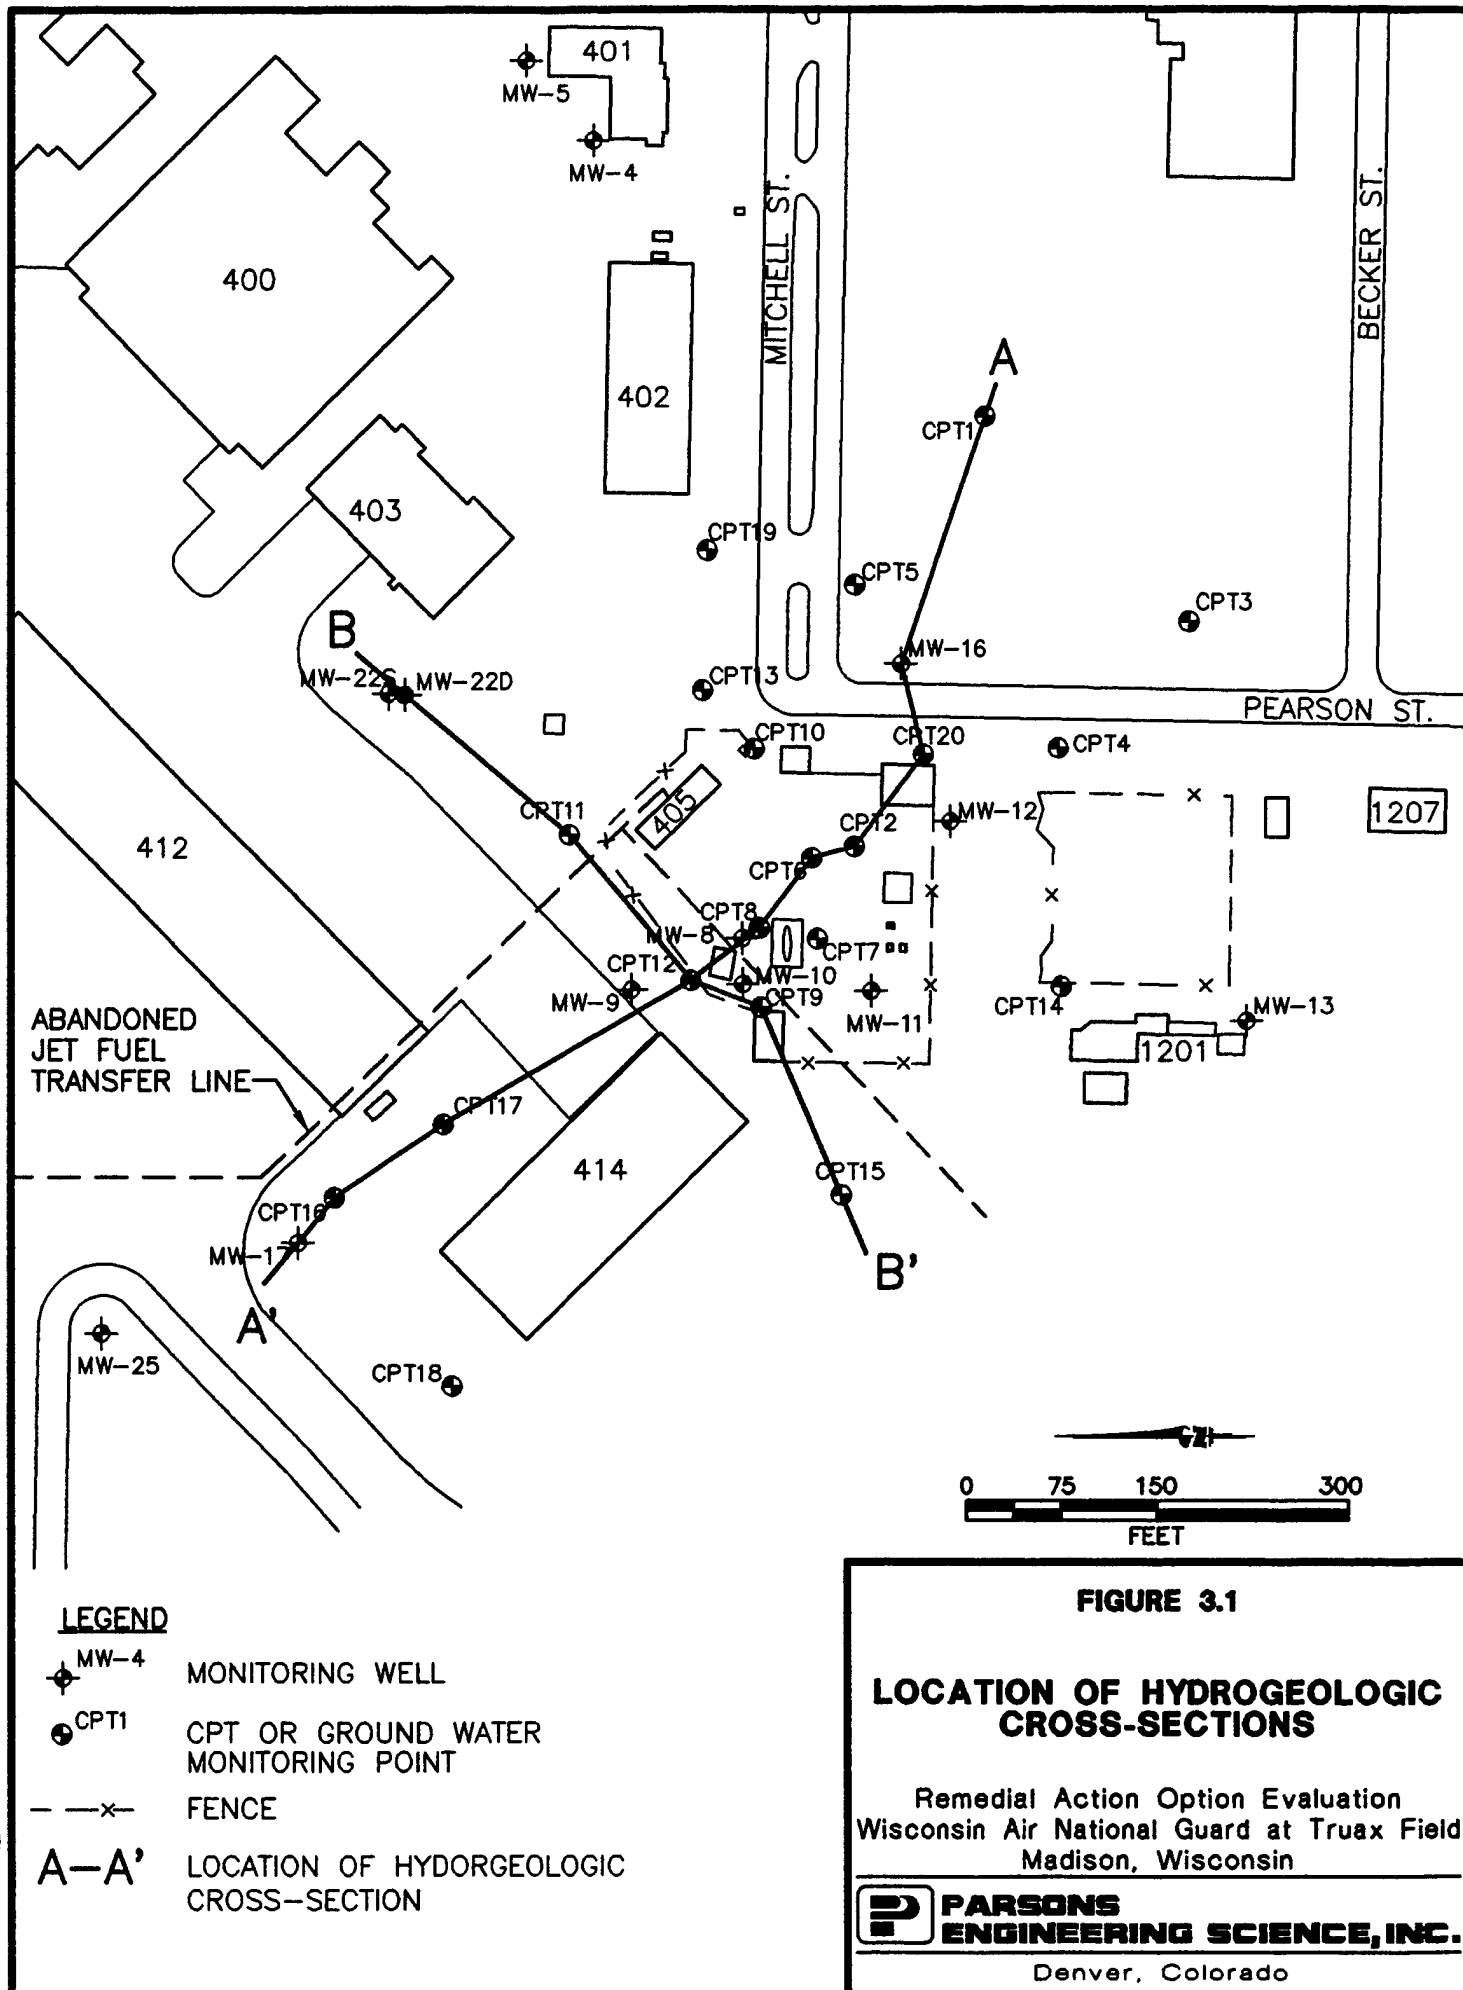 401
MW-5
MW-4
MITCHELL ST.
BECKER ST.
400
402
A
CPT1
403
CPT19
CPT5
CPT3
B
MW-16
MW-22S
MW-22D
CPT13
PEARSON ST.
CPT10
CPT20
CPT4
405
CPT11
CPT2
MW-12
1207
412
CPT6
CPT8
MW-8
CPT7
CPT12
MW-10
MW-9
CPT9
MW-11
CPT14
MW-13
1201
ABANDONED
JET FUEL
TRANSFER LINE
CPT17
414
CPT15
CPT16
MW-17
B'
A'
MW-25
CPT18
0 75 150 300
FEET
LEGEND
MW-4
MONITORING WELL
CPT1
CPT OR GROUND WATER
MONITORING POINT
FENCE
A-A'
LOCATION OF HYDORGEOLOGIC
CROSS-SECTION
FIGURE 3.1
LOCATION OF HYDROGEOLOGIC
CROSS-SECTIONS
Remedial Action Option Evaluation
Wisconsin Air National Guard at Truax Field
Madison, Wisconsin
PARSONS
ENGINEERING SCIENCE, INC.
Denver, Colorado